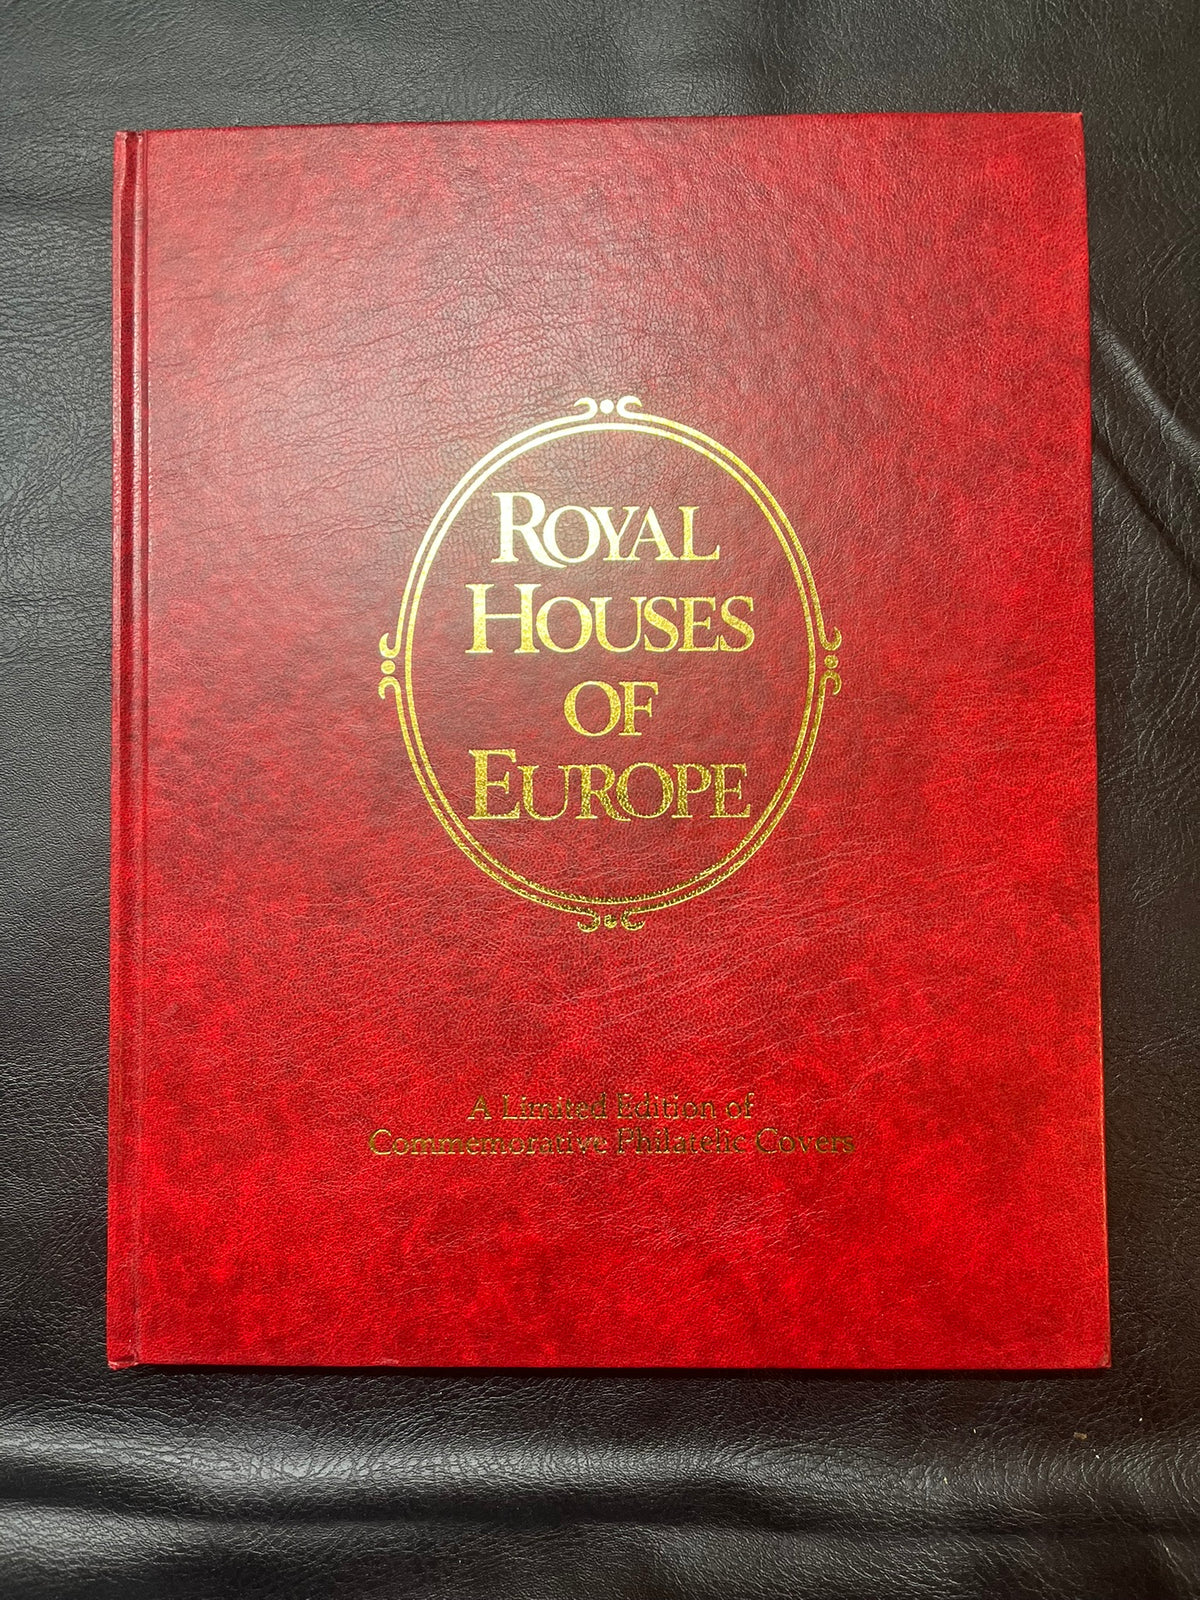 ROYAL
HOUSES
OF
EUROPE
A Limited Edition of
Commemorative Philatelic Covers